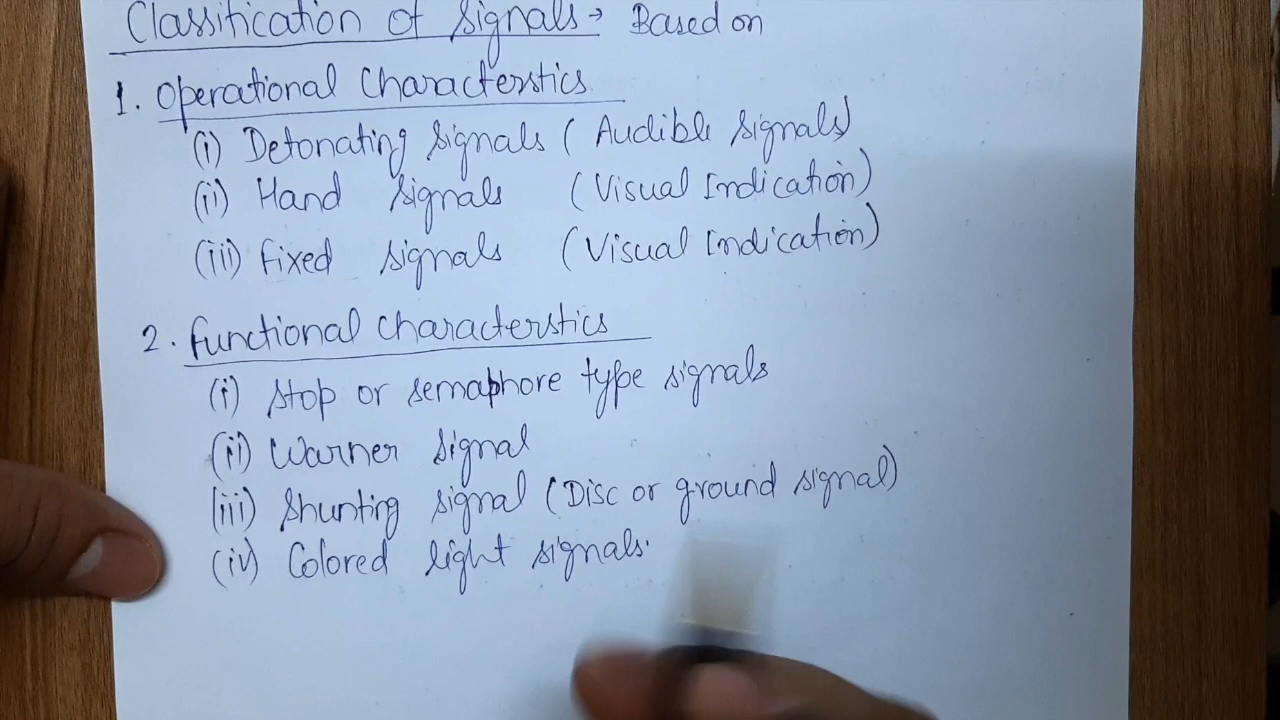 Classification of signals → Based on
1. Operational Characterstics
(i) Detonating signals (Audible signals)
(ii) Hand signals (Visual Indication)
(iii) Fixed signals (Visual Indication)
2. Functional Characterstics
(i) Stop or semaphore type signals
(ii) Warner signal
(iii) Shunting signal (Disc or ground signal)
(iv) Colored light signals.